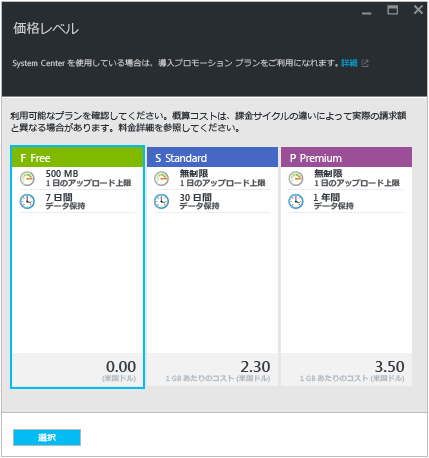 価格レベル
System Center を使用している場合は、導入プロモーション プランをご利用になれます。詳細
利用可能なプランを確認してください。概算コストは、課金サイクルの違いによって実際の請求額
と異なる場合があります。料金詳細を参照してください。
F Free
500 MB
1 日のアップロード上限
7 日間
データ保持
0.00
(米国ドル)
S Standard
無制限
1 日のアップロード上限
30 日間
データ保持
2.30
1 GB あたりのコスト (米国ドル)
P Premium
無制限
1 日のアップロード上限
1 年間
データ保持
3.50
1 GB あたりのコスト (米国ドル)
選択